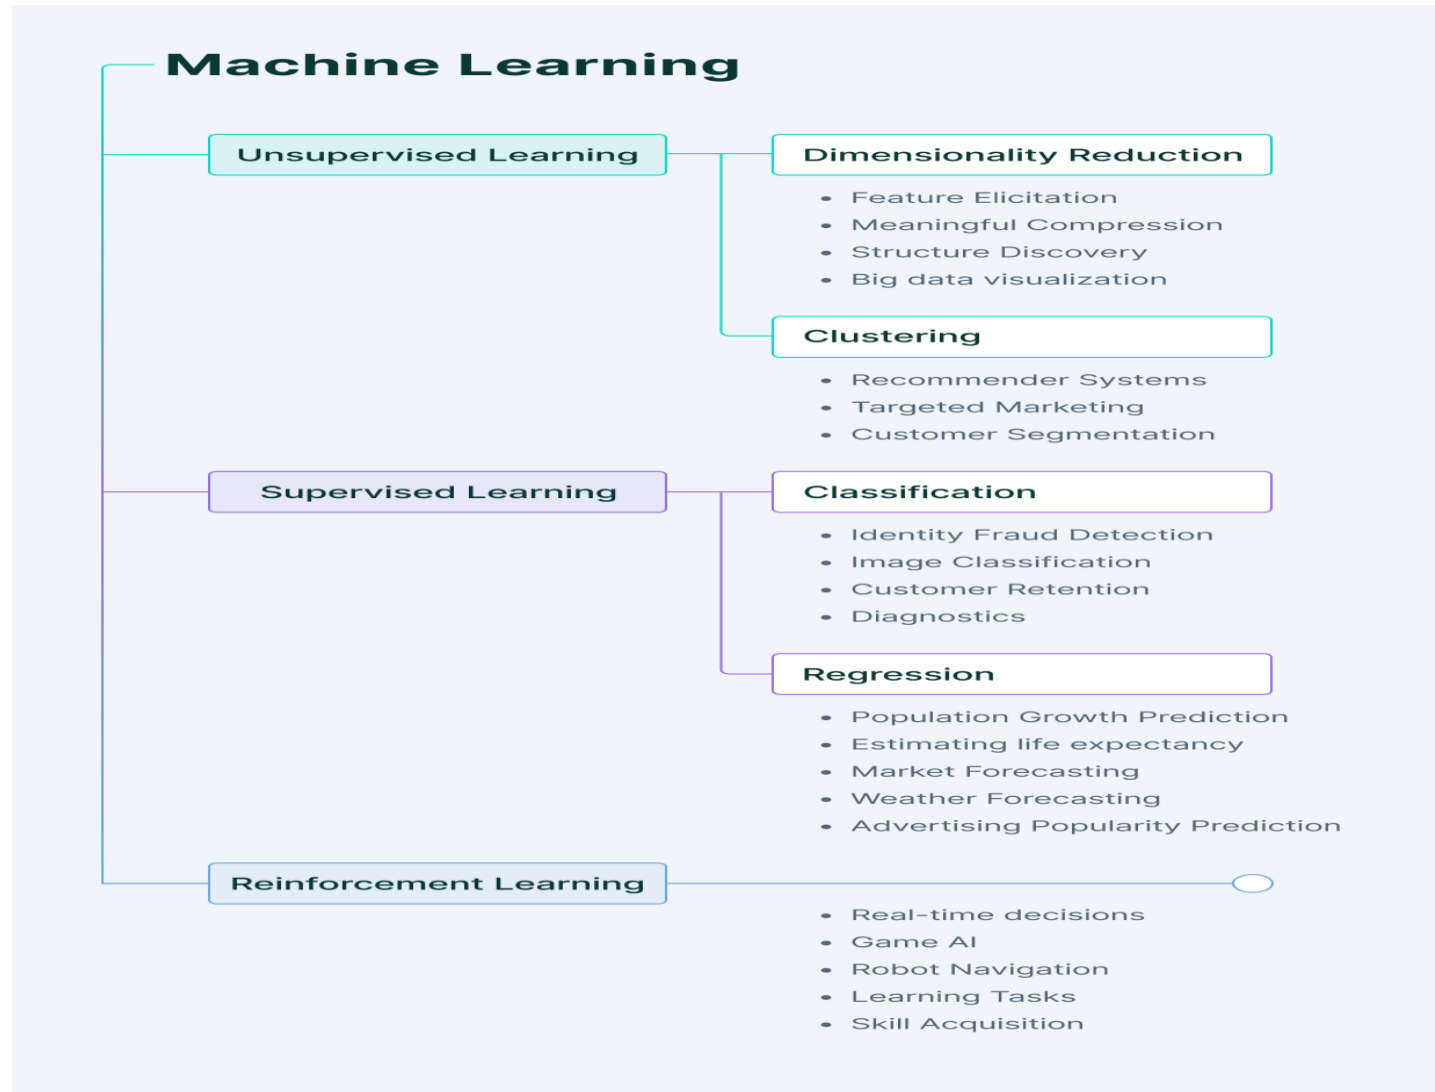 Machine Learning
Unsupervised Learning
Dimensionality Reduction
• Feature Elicitation
• Meaningful Compression
• Structure Discovery
• Big data visualization
Clustering
• Recommender Systems
• Targeted Marketing
• Customer Segmentation
Supervised Learning
Classification
• Identity Fraud Detection
• Image Classification
• Customer Retention
• Diagnostics
Regression
• Population Growth Prediction
• Estimating life expectancy
• Market Forecasting
• Weather Forecasting
• Advertising Popularity Prediction
Reinforcement Learning
• Real-time decisions
• Game AI
• Robot Navigation
• Learning Tasks
• Skill Acquisition